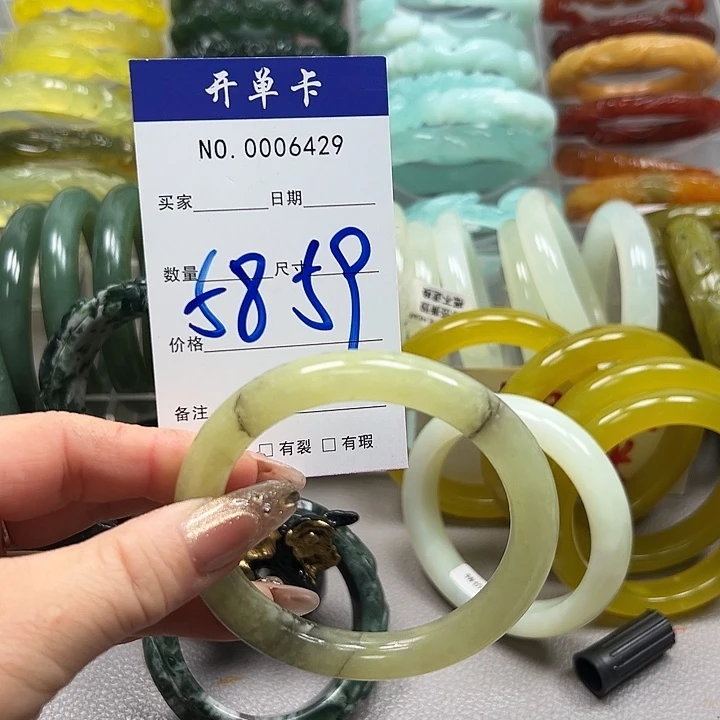 开单卡
NO. 0006429
买家 日期
数量 尺寸
5859
价格
备注
□ 有裂 □ 有瑕